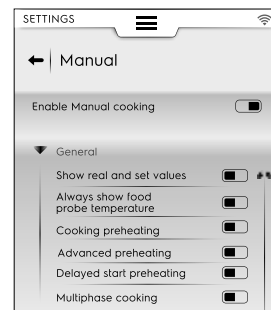 SETTINGS
Manual
Enable Manual cooking
General
Show real and set values
Always show food
probe temperature
Cooking preheating
Advanced preheating
Delayed start preheating
Multiphase cooking